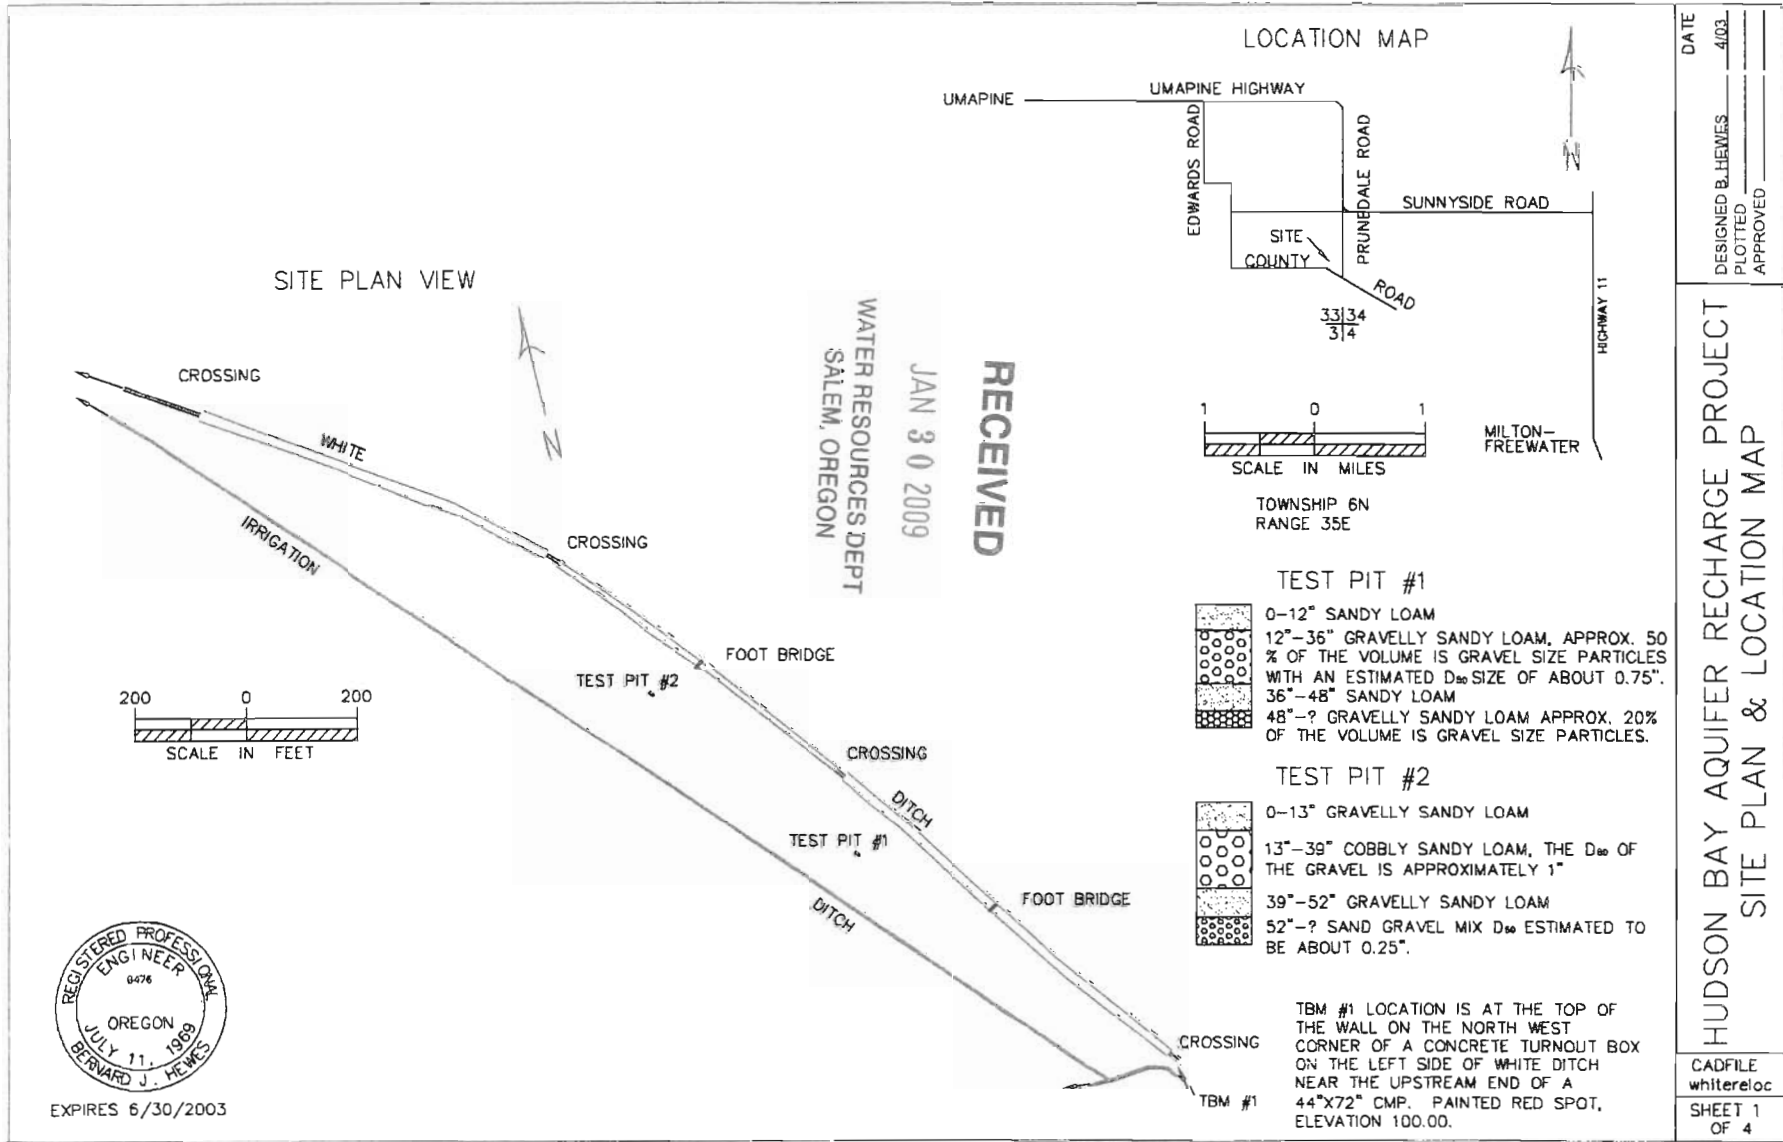 LOCATION MAP
UMAPINE
UMAPINE HIGHWAY
EDWARDS ROAD
PRUNEDALE ROAD
SUNNYSIDE ROAD
SITE
COUNTY
ROAD
33|34
3|4
HIGHWAY 11
N
1 0 1
SCALE IN MILES
MILTON-
FREEWATER
TOWNSHIP 6N
RANGE 35E
SITE PLAN VIEW
N
CROSSING
WHITE
IRRIGATION
CROSSING
FOOT BRIDGE
TEST PIT #2
CROSSING
DITCH
TEST PIT #1
DITCH
FOOT BRIDGE
CROSSING
TBM #1
200 0 200
SCALE IN FEET
RECEIVED
JAN 30 2009
WATER RESOURCES DEPT
SALEM, OREGON
TEST PIT #1
0-12" SANDY LOAM
12"-36" GRAVELLY SANDY LOAM, APPROX. 50
% OF THE VOLUME IS GRAVEL SIZE PARTICLES
WITH AN ESTIMATED SIZE OF ABOUT 0.75".
36"-48" SANDY LOAM
48"-? GRAVELLY SANDY LOAM APPROX. 20%
OF THE VOLUME IS GRAVEL SIZE PARTICLES.
TEST PIT #2
0-13" GRAVELLY SANDY LOAM
13"-39" COBBLY SANDY LOAM, THE OF
THE GRAVEL IS APPROXIMATELY 1"
39"-52" GRAVELLY SANDY LOAM
52"-? SAND GRAVEL MIX ESTIMATED TO
BE ABOUT 0.25".
TBM #1 LOCATION IS AT THE TOP OF
THE WALL ON THE NORTH WEST
CORNER OF A CONCRETE TURNOUT BOX
ON THE LEFT SIDE OF WHITE DITCH
NEAR THE UPSTREAM END OF A
44"X72" CMP. PAINTED RED SPOT,
ELEVATION 100.00.
REGISTERED PROFESSIONAL
ENGINEER
OREGON
JULY 11, 1969
BERNARD J. HEWES
EXPIRES 6/30/2003
DATE
DESIGNED B. HEWES 4/03
PLOTTED
APPROVED
HUDSON BAY AQUIFER RECHARGE PROJECT
SITE PLAN & LOCATION MAP
CADFILE
whitereloc
SHEET 1
OF 4